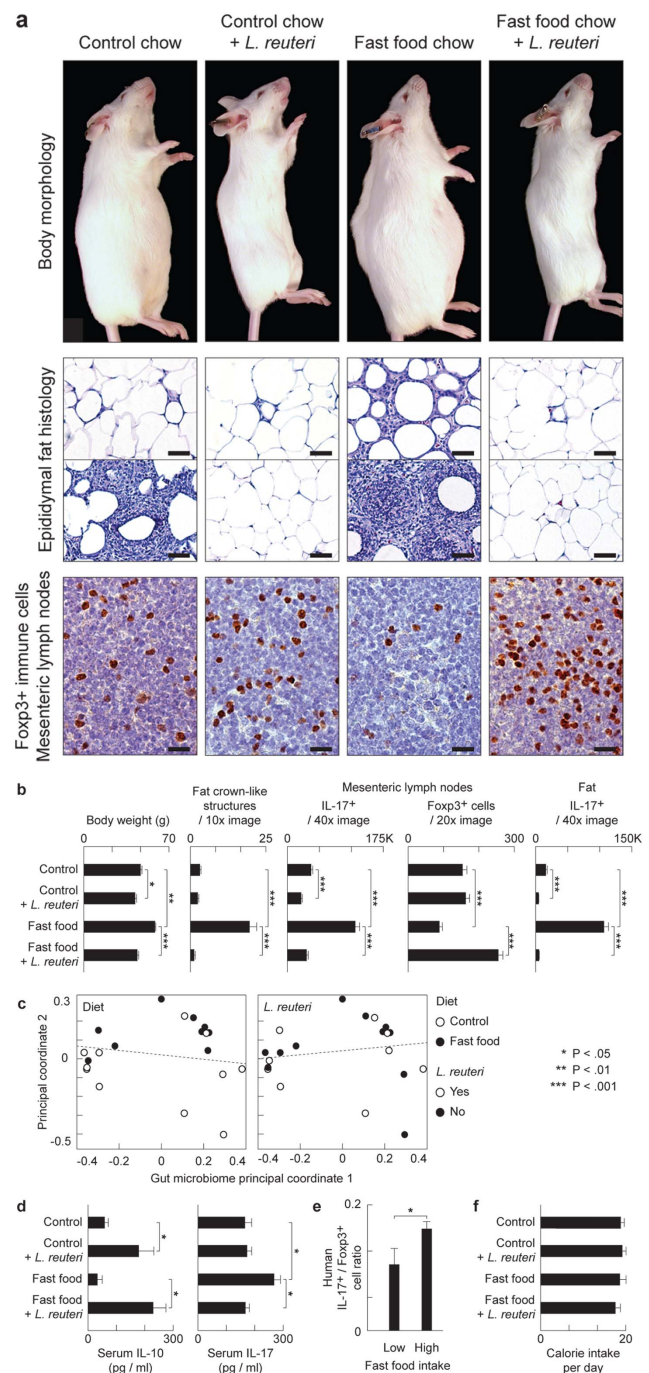 a
Control chow
Control chow
+ L. reuteri
Fast food chow
Fast food chow
+ L. reuteri
Body morphology
Epididymal fat histology
Foxp3+ immune cells
Mesenteric lymph nodes
b
Body weight (g)
Fat crown-like
structures
/ 10x image
Mesenteric lymph nodes
IL-17+
/ 40x image
Foxp3+ cells
/ 20x image
Fat
IL-17+
/ 40x image
0 70
0 25
0 175K
0 300
0 150K
Control
Control
+ L. reuteri
Fast food
Fast food
+ L. reuteri
*
**
***
***
***
***
***
***
***
***
***
***
***
c
Principal coordinate 2
0.3
0
-0.5
Diet
L. reuteri
-0.4 -0.2 0 0.2 0.4
-0.4 -0.2 0 0.2 0.4
Gut microbiome principal coordinate 1
Diet
Control
Fast food
L. reuteri
Yes
No
* P < .05
** P < .01
*** P < .001
d
Control
Control
+ L. reuteri
Fast food
Fast food
+ L. reuteri
*
*
*
*
0 300
0 300
Serum IL-10
(pg / ml)
Serum IL-17
(pg / ml)
e
Human
IL-17+ / Foxp3+
cell ratio
0.2
0
*
Low High
Fast food intake
f
Control
Control
+ L. reuteri
Fast food
Fast food
+ L. reuteri
0 20
Calorie intake
per day